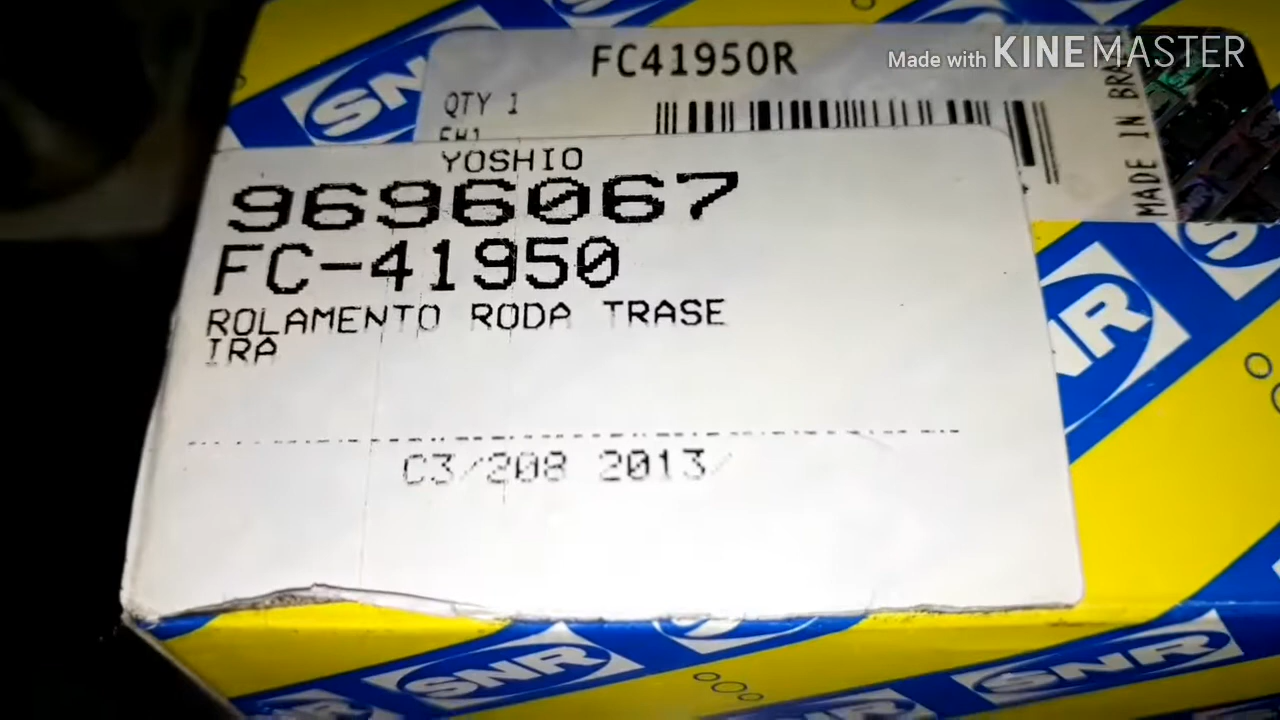 SNR
FC41950R
Made with KINEMASTER
QTY 1
MADE IN
YOSHIO
9696067
FC-41950
ROLAMENTO RODA TRASE
IRA
C3/208 2013/
SNR
SNR
SNR